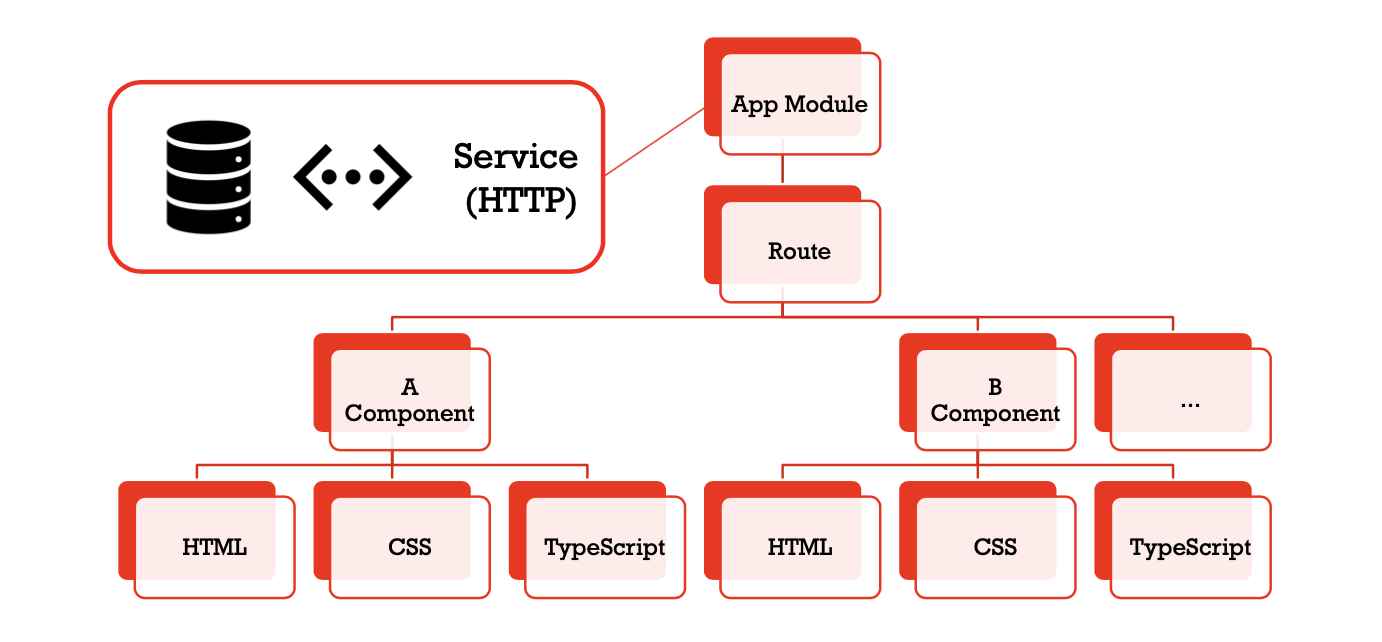 App Module
Service
(HTTP)
Route
A
Component
B
Component
...
HTML
CSS
TypeScript
HTML
CSS
TypeScript